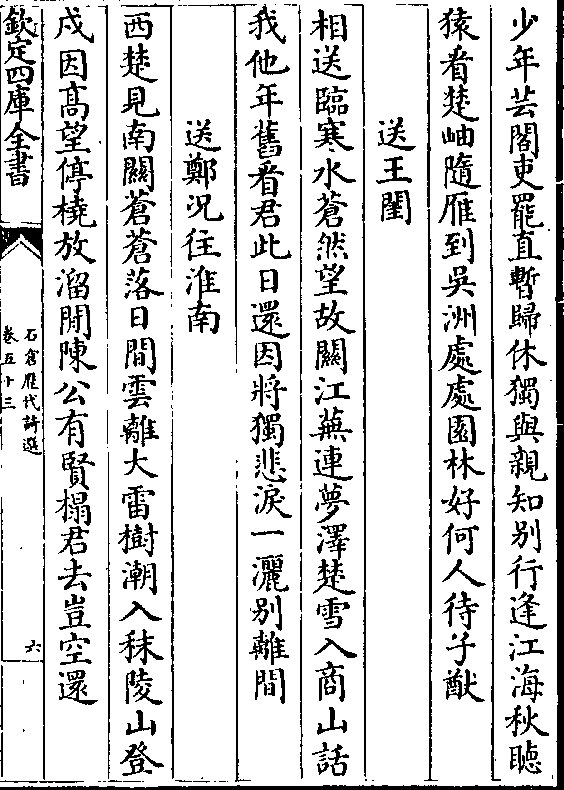 少年芸閣吏罷直暫歸休獨與親知别行逢江海秋聴
猿看楚岫隨雁到吳洲處處園林好何人待子猷
送王閏
相送臨寒水蒼然望故關江蕪連夢澤楚雪入商山話
我他年舊看君此日還因將獨悲淚一灑别離間
送鄭況往淮南
西楚見南關蒼蒼落日間雲離大雷樹潮入秣陵山登
戍因髙望停橈放溜閒陳公有賢榻君去豈空還
欽定四庫全書
石倉歷代詩選
卷五十三
六